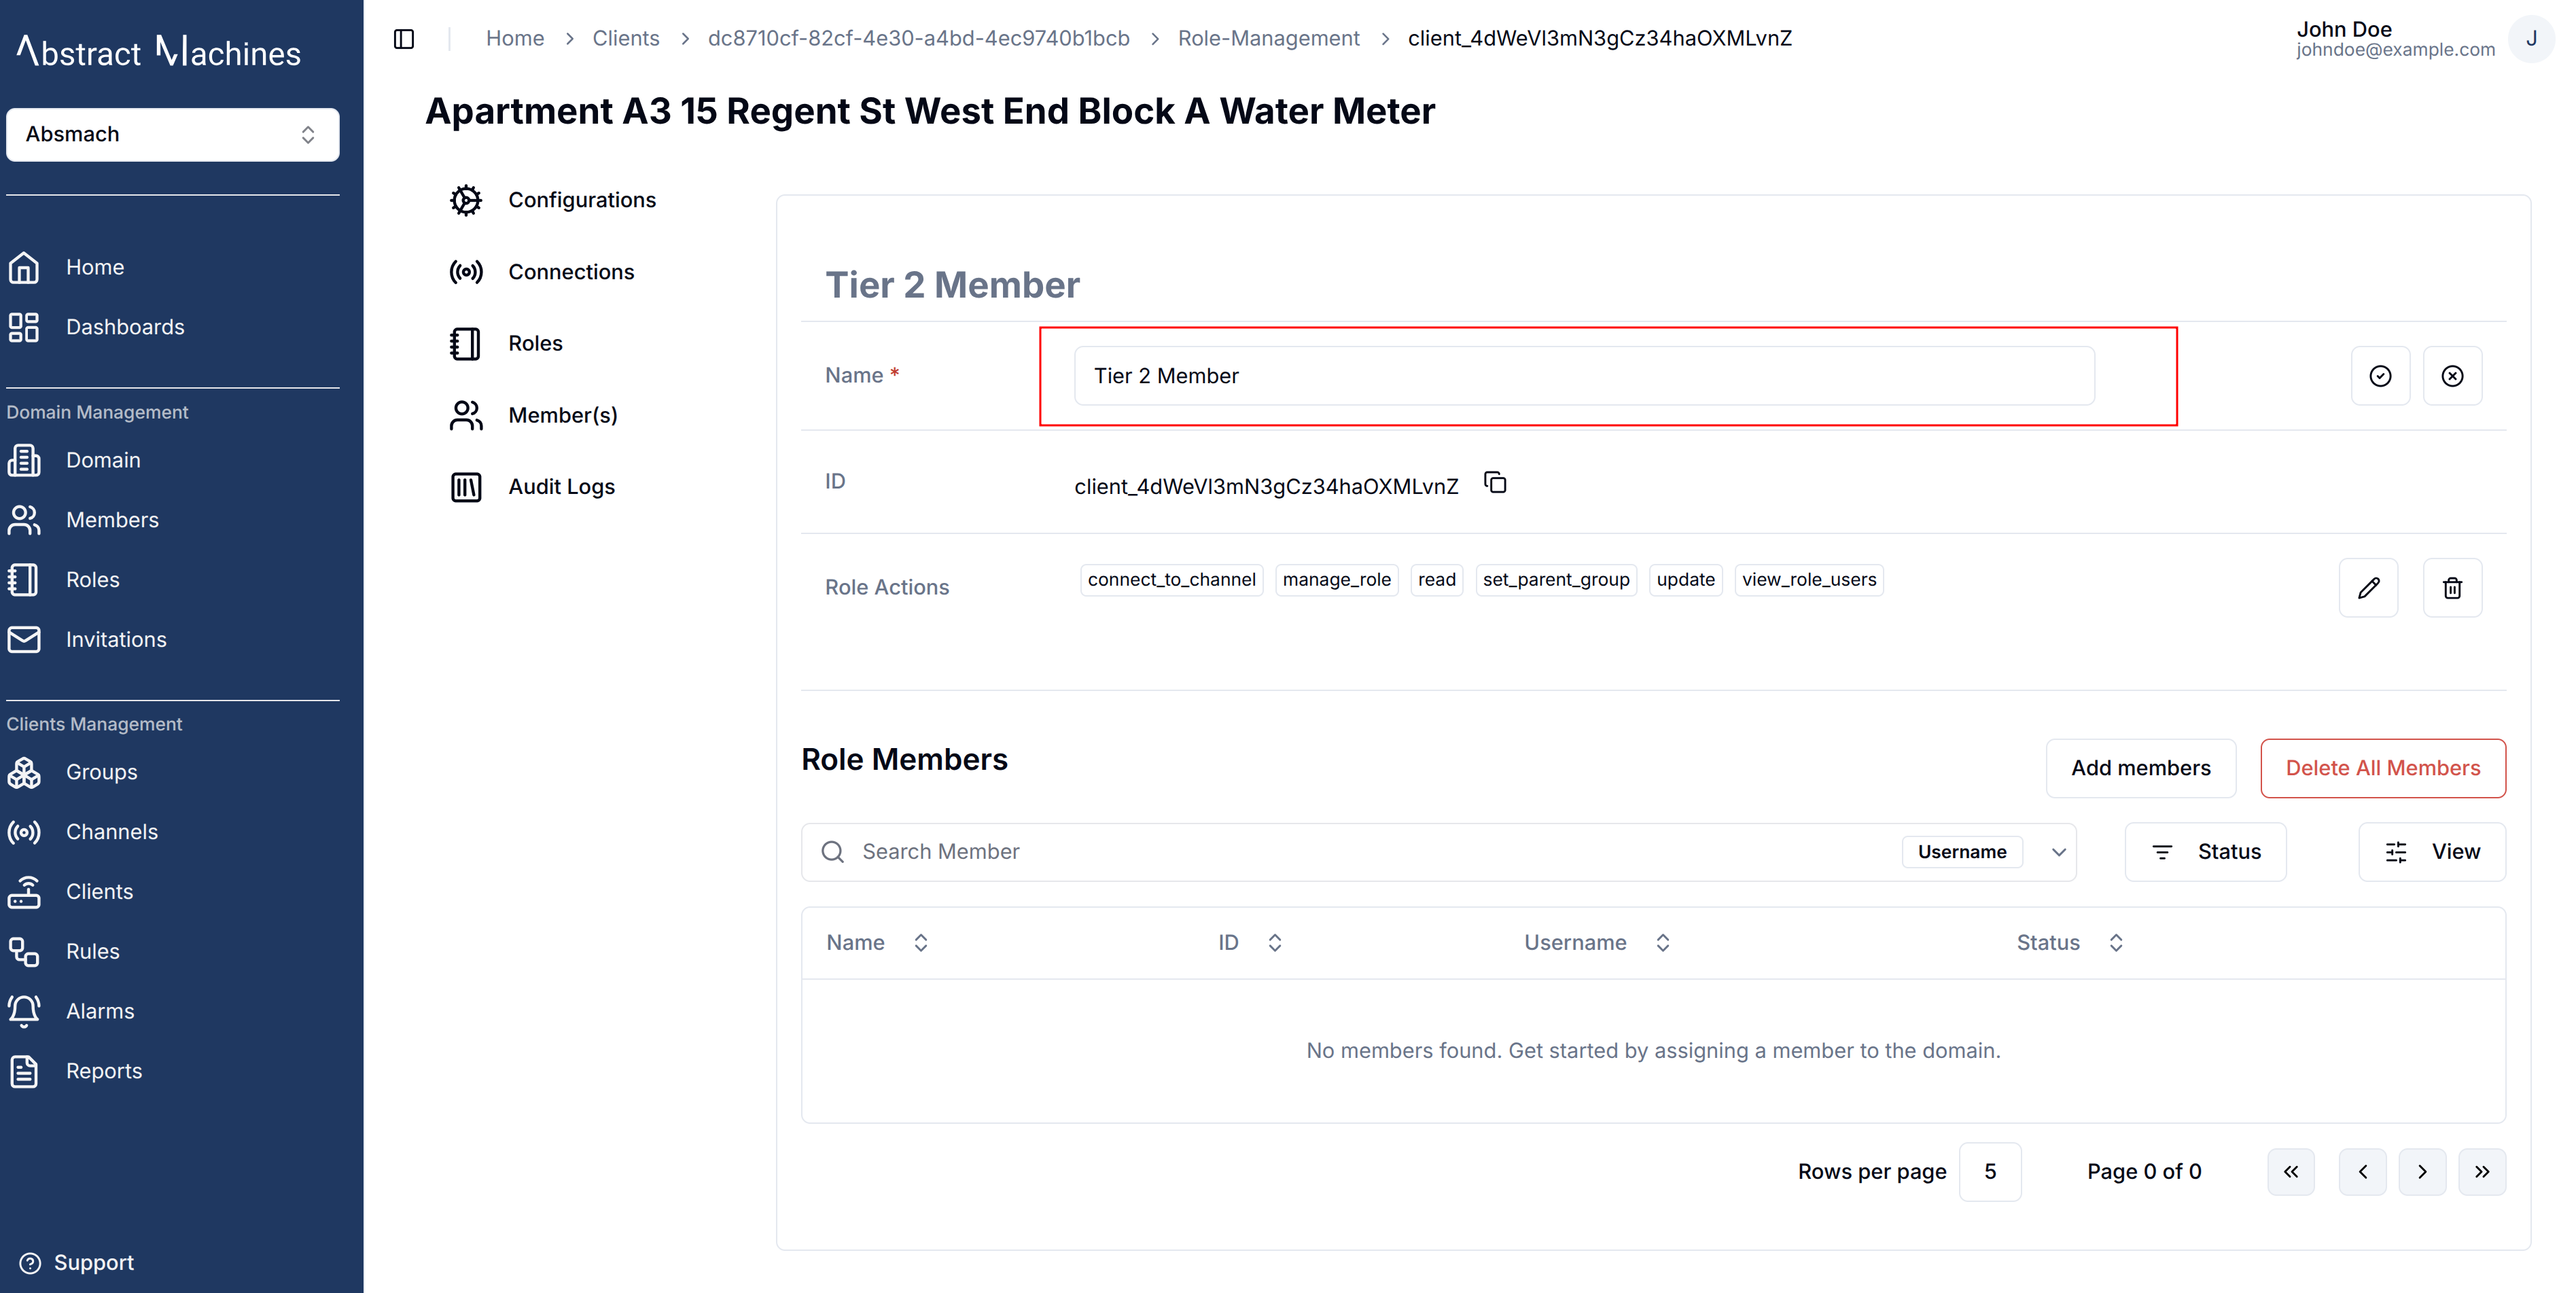 Abstract Machines
Absmach
Home
Dashboards
Domain Management
Domain
Members
Roles
Invitations
Clients Management
Groups
Channels
Clients
Rules
Alarms
Reports
Support
Home > Clients > dc8710cf-82cf-4e30-a4bd-4ec9740b1bcb > Role-Management > client_4dWeVI3mN3gCz34haOXMLvnZ
John Doe
johndoe@example.com
J
Apartment A3 15 Regent St West End Block A Water Meter
Configurations
Connections
Roles
Member(s)
Audit Logs
Tier 2 Member
Name * Tier 2 Member
ID client_4dWeVI3mN3gCz34haOXMLvnZ
Role Actions connect_to_channel manage_role read set_parent_group update view_role_users
Role Members
Add members Delete All Members
Search Member Username Status View
Name ID Username Status
No members found. Get started by assigning a member to the domain.
Rows per page 5 Page 0 of 0